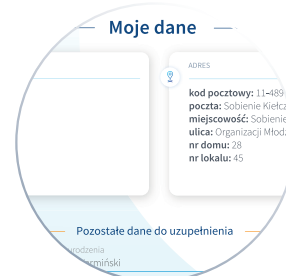 Moje dane
ADRES
kod pocztowy: 11-489
poczta: Sobienie Kiełcz
miejscowość: Sobienie
ulica: Organizacji Młod
nr domu: 28
nr lokalu: 45
Pozostałe dane do uzupełnienia
urodzenia
ermiński